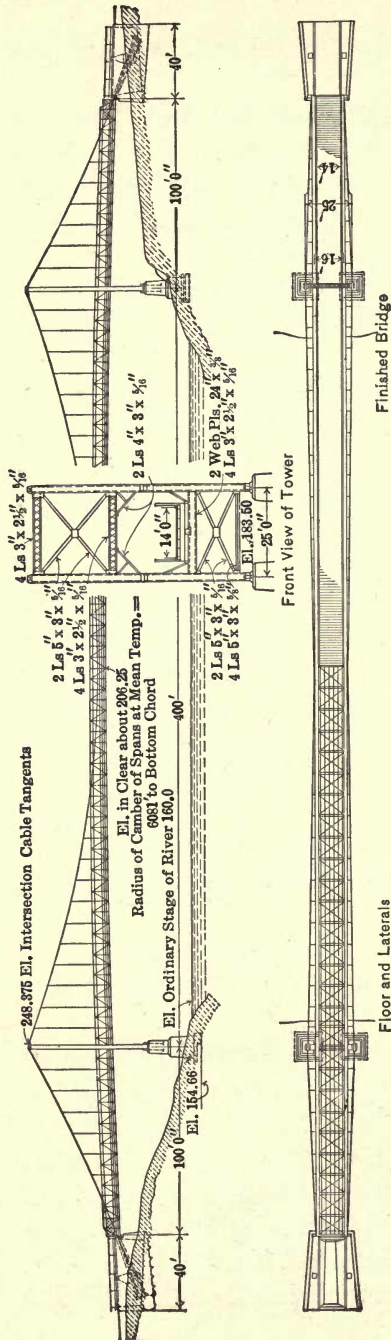 248.375 El. Intersection Cable Tangents
El. in Clear about 206.25
Radius of Camber of Spans at Mean Temp.=
6081' to Bottom Chord
El. Ordinary Stage of River 160.0
El. 154.66
40'
100'0"
400'
100'0"
40'
4 Ls 3"x 2½"x 5/16"
2 Ls 5"x 3"x 5/16"
4 Ls 3"x 2½"x 5/16"
2 Ls 4"x 3"x 5/16"
14'0"
2 Web Pls. 24"x 3/8"
4 Ls 3"x 2½"x 5/16"
2 Ls 5"x 3"x 5/16"
4 Ls 5"x 3"x 3/8"
El. 183.50
25'0"
Front View of Tower
16'
25'
14'
Floor and Laterals
Finished Bridge